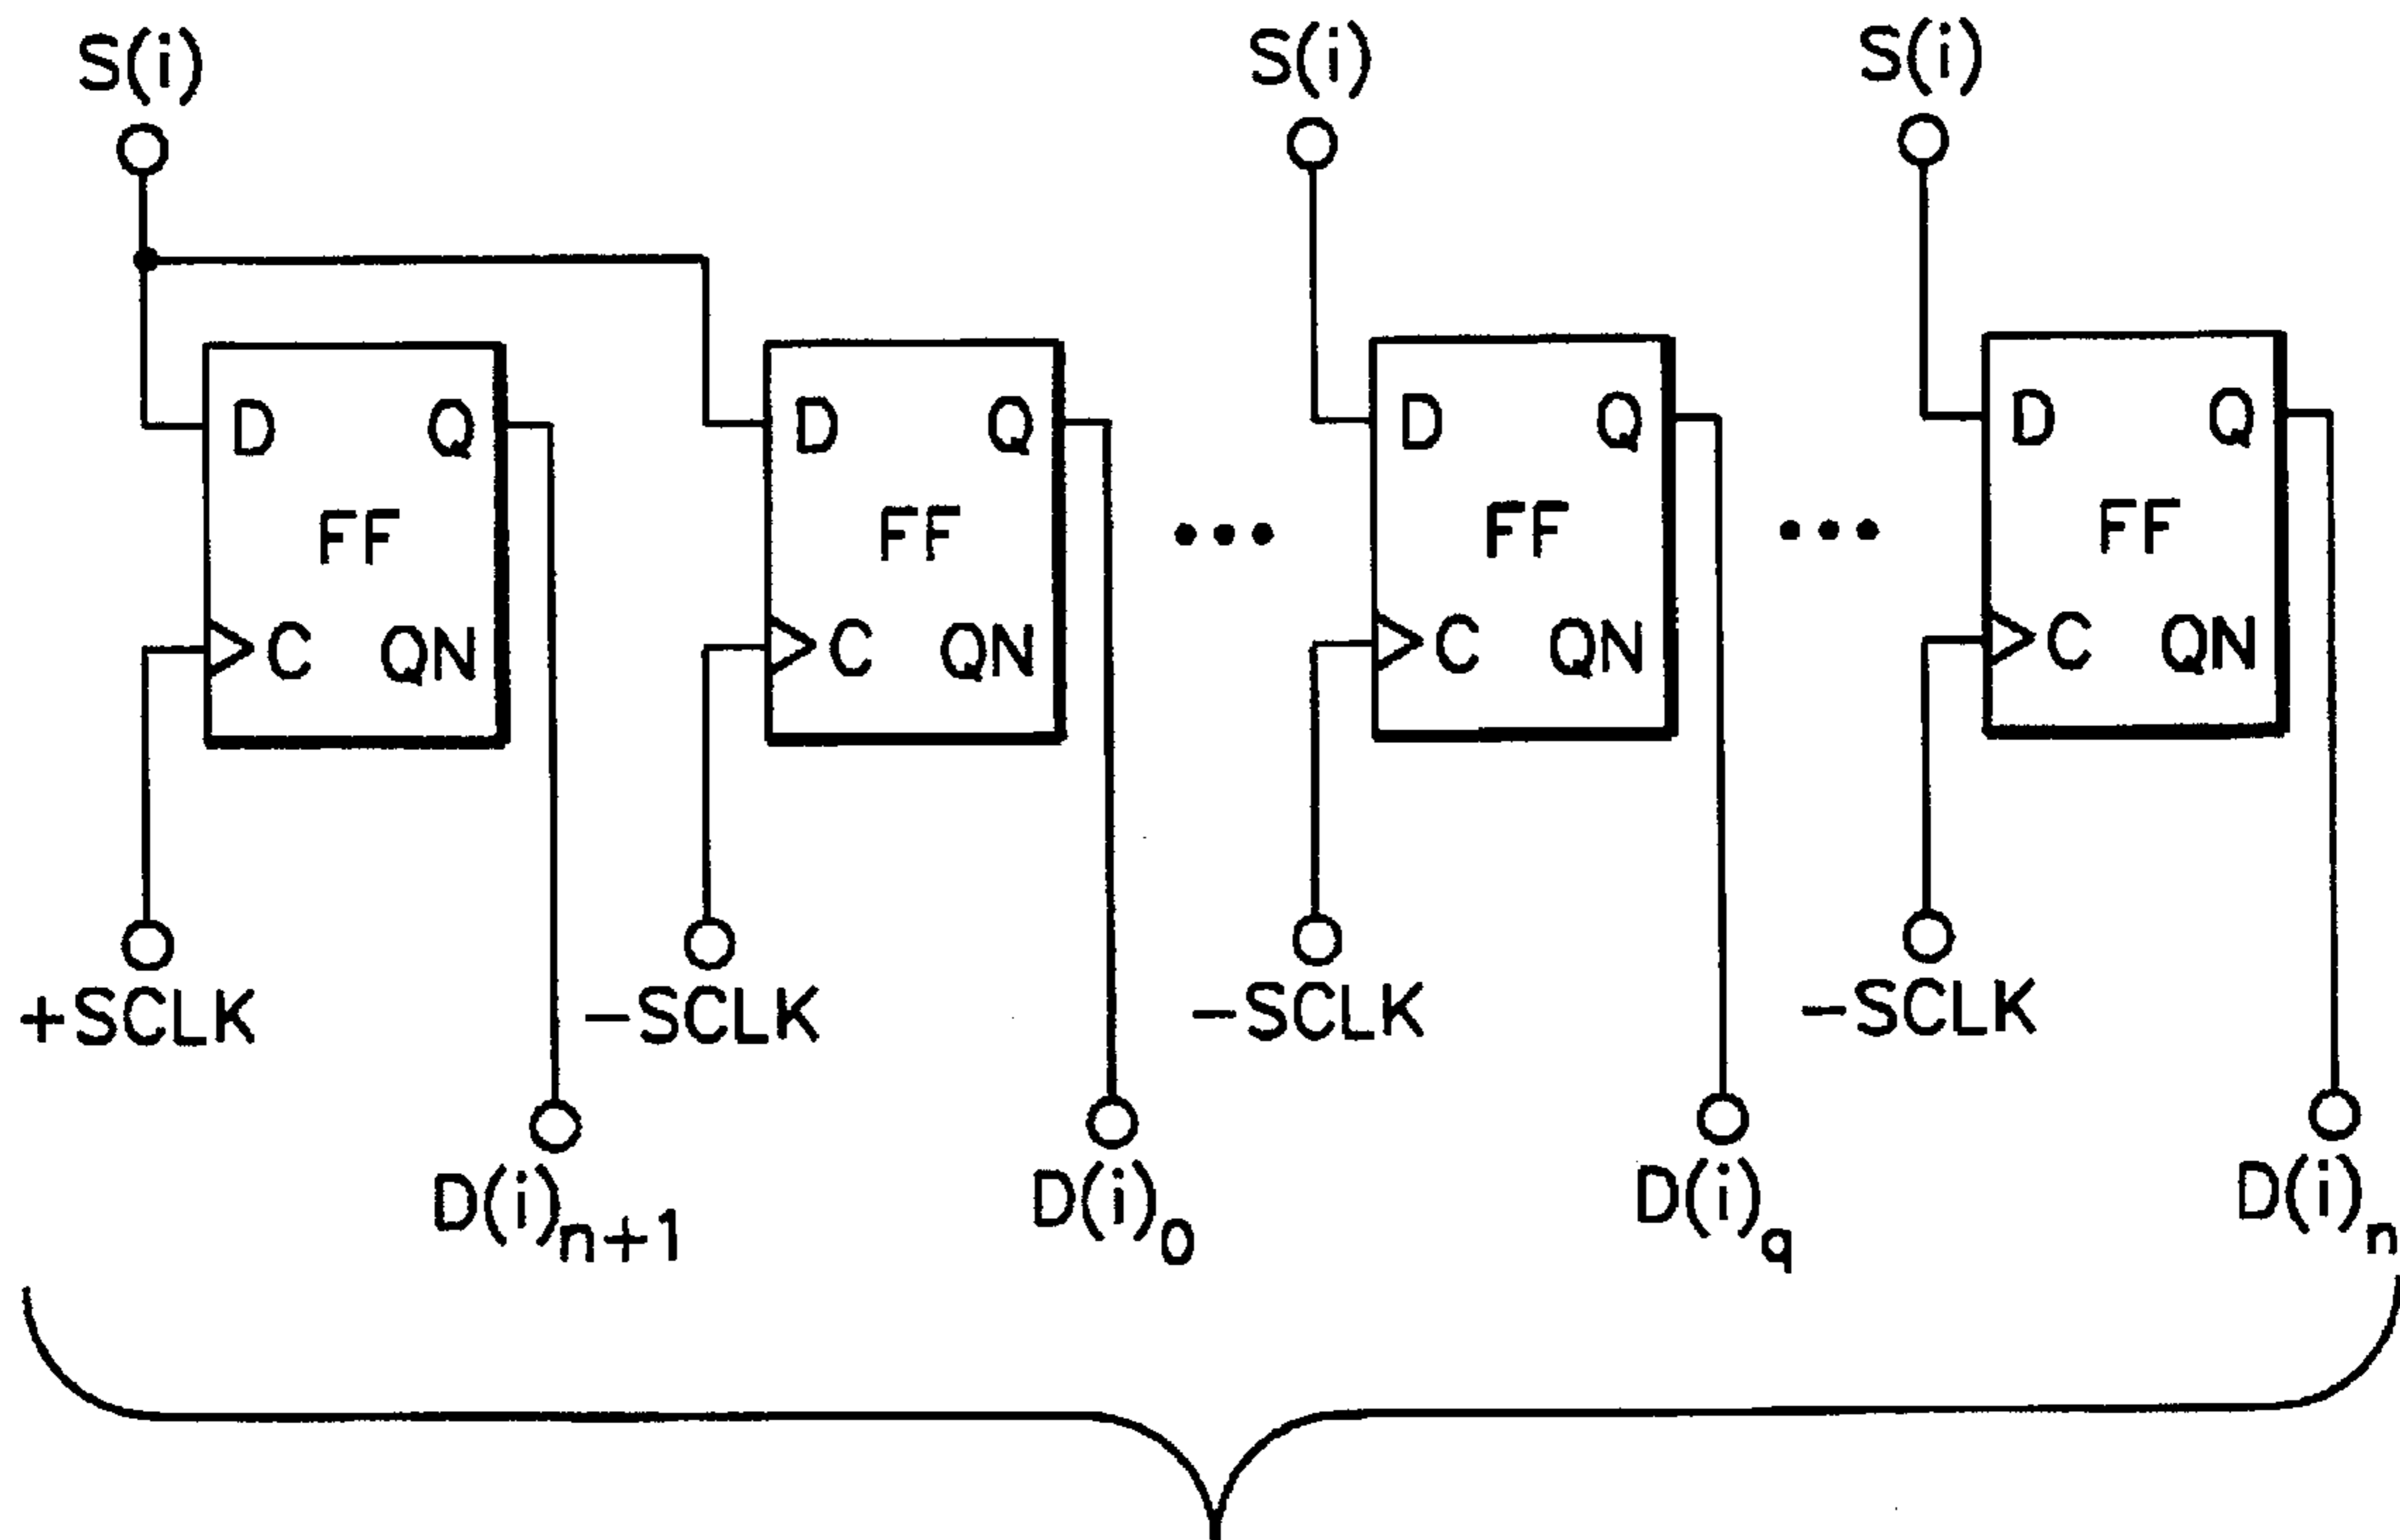 S(i) S(i) S(i)
D Q D Q D Q D Q
FF FF FF FF
C QN C QN C QN C QN
+SCLK -SCLK -SCLK -SCLK
D(i)n+1 D(i)0 D(i)q D(i)n